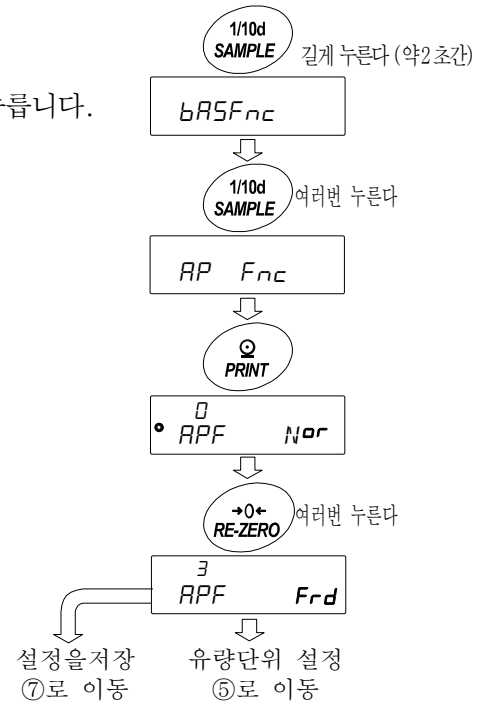 1/10d
SAMPLE 길게 누른다 (약2초간)
릅니다.
bASFnc
1/10d
SAMPLE 여러번 누른다
AP Fnc
PRINT
0
APF Nor
→0←
RE-ZERO 여러번 누른다
3
APF Frd
설정을저장 유량단위 설정
⑦로 이동 ⑤로 이동